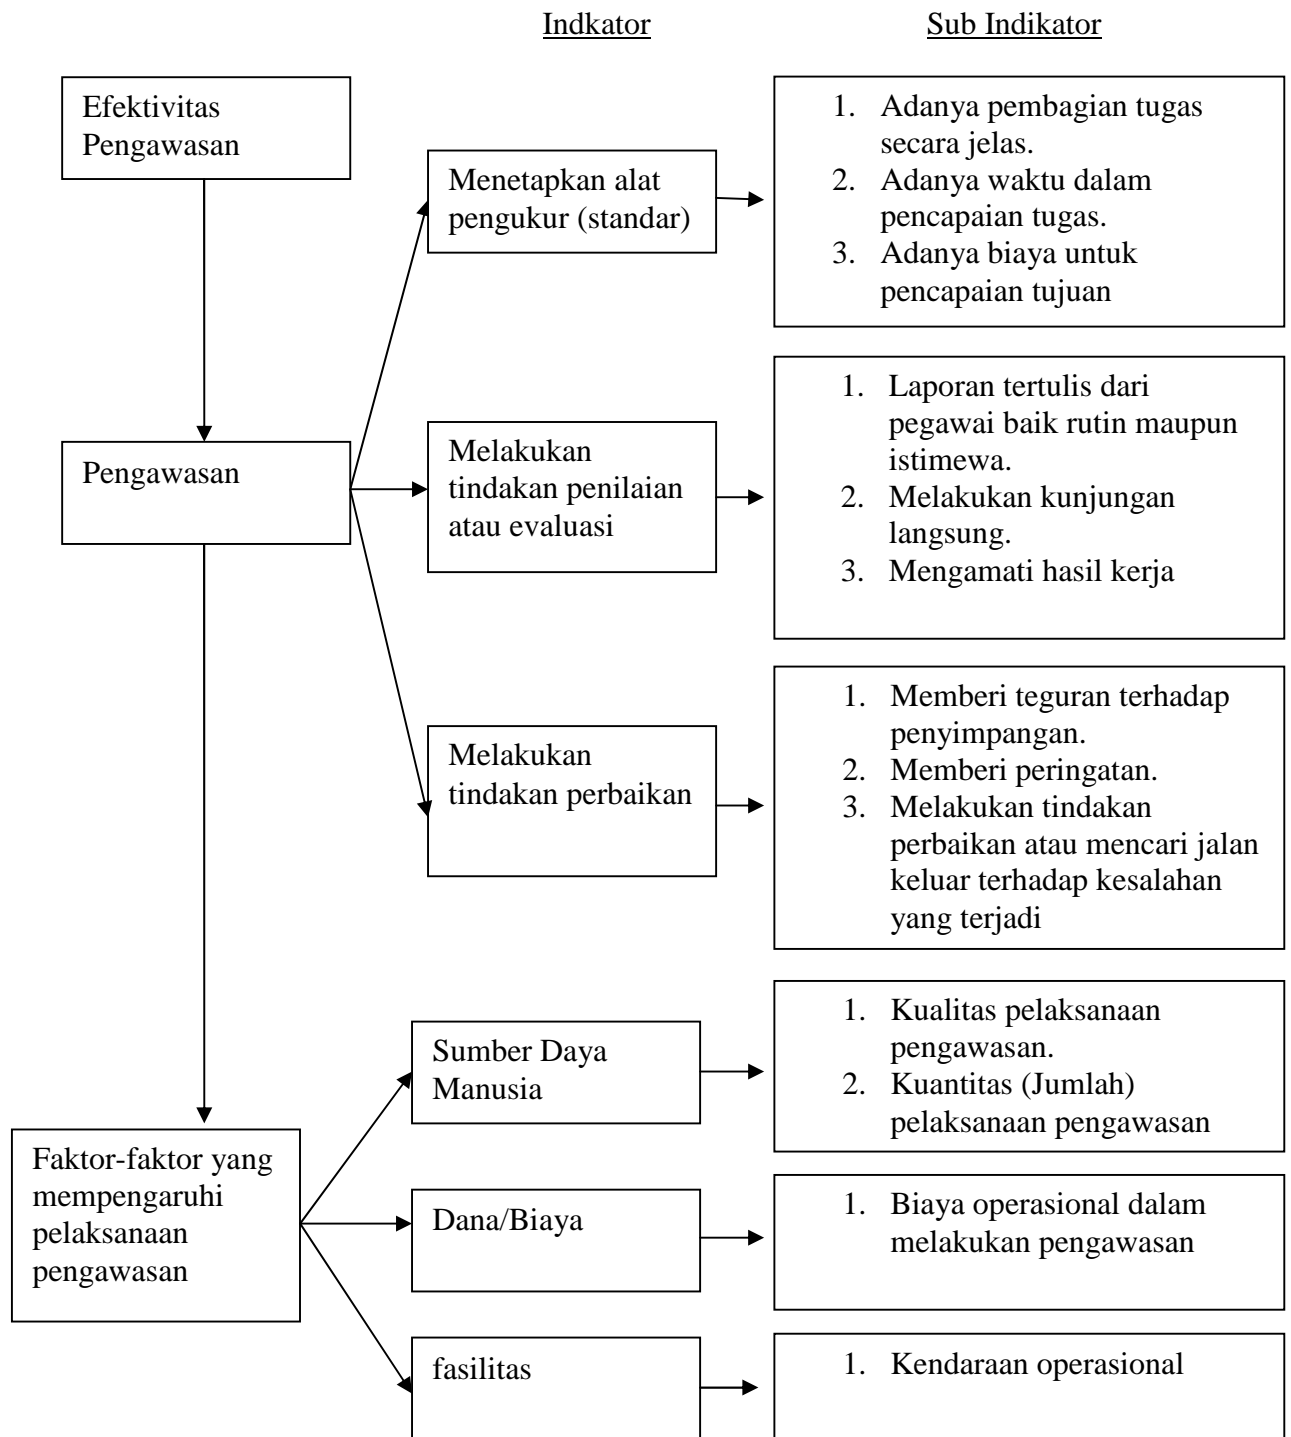 Indkator
Sub Indikator
Efektivitas
Pengawasan
Menetapkan alat
pengukur (standar)
1. Adanya pembagian tugas
secara jelas.
2. Adanya waktu dalam
pencapaian tugas.
3. Adanya biaya untuk
pencapaian tujuan
Pengawasan
Melakukan
tindakan penilaian
atau evaluasi
1. Laporan tertulis dari
pegawai baik rutin maupun
istimewa.
2. Melakukan kunjungan
langsung.
3. Mengamati hasil kerja
Melakukan
tindakan perbaikan
1. Memberi teguran terhadap
penyimpangan.
2. Memberi peringatan.
3. Melakukan tindakan
perbaikan atau mencari jalan
keluar terhadap kesalahan
yang terjadi
Faktor-faktor yang
mempengaruhi
pelaksanaan
pengawasan
Sumber Daya
Manusia
1. Kualitas pelaksanaan
pengawasan.
2. Kuantitas (Jumlah)
pelaksanaan pengawasan
Dana/Biaya
1. Biaya operasional dalam
melakukan pengawasan
fasilitas
1. Kendaraan operasional